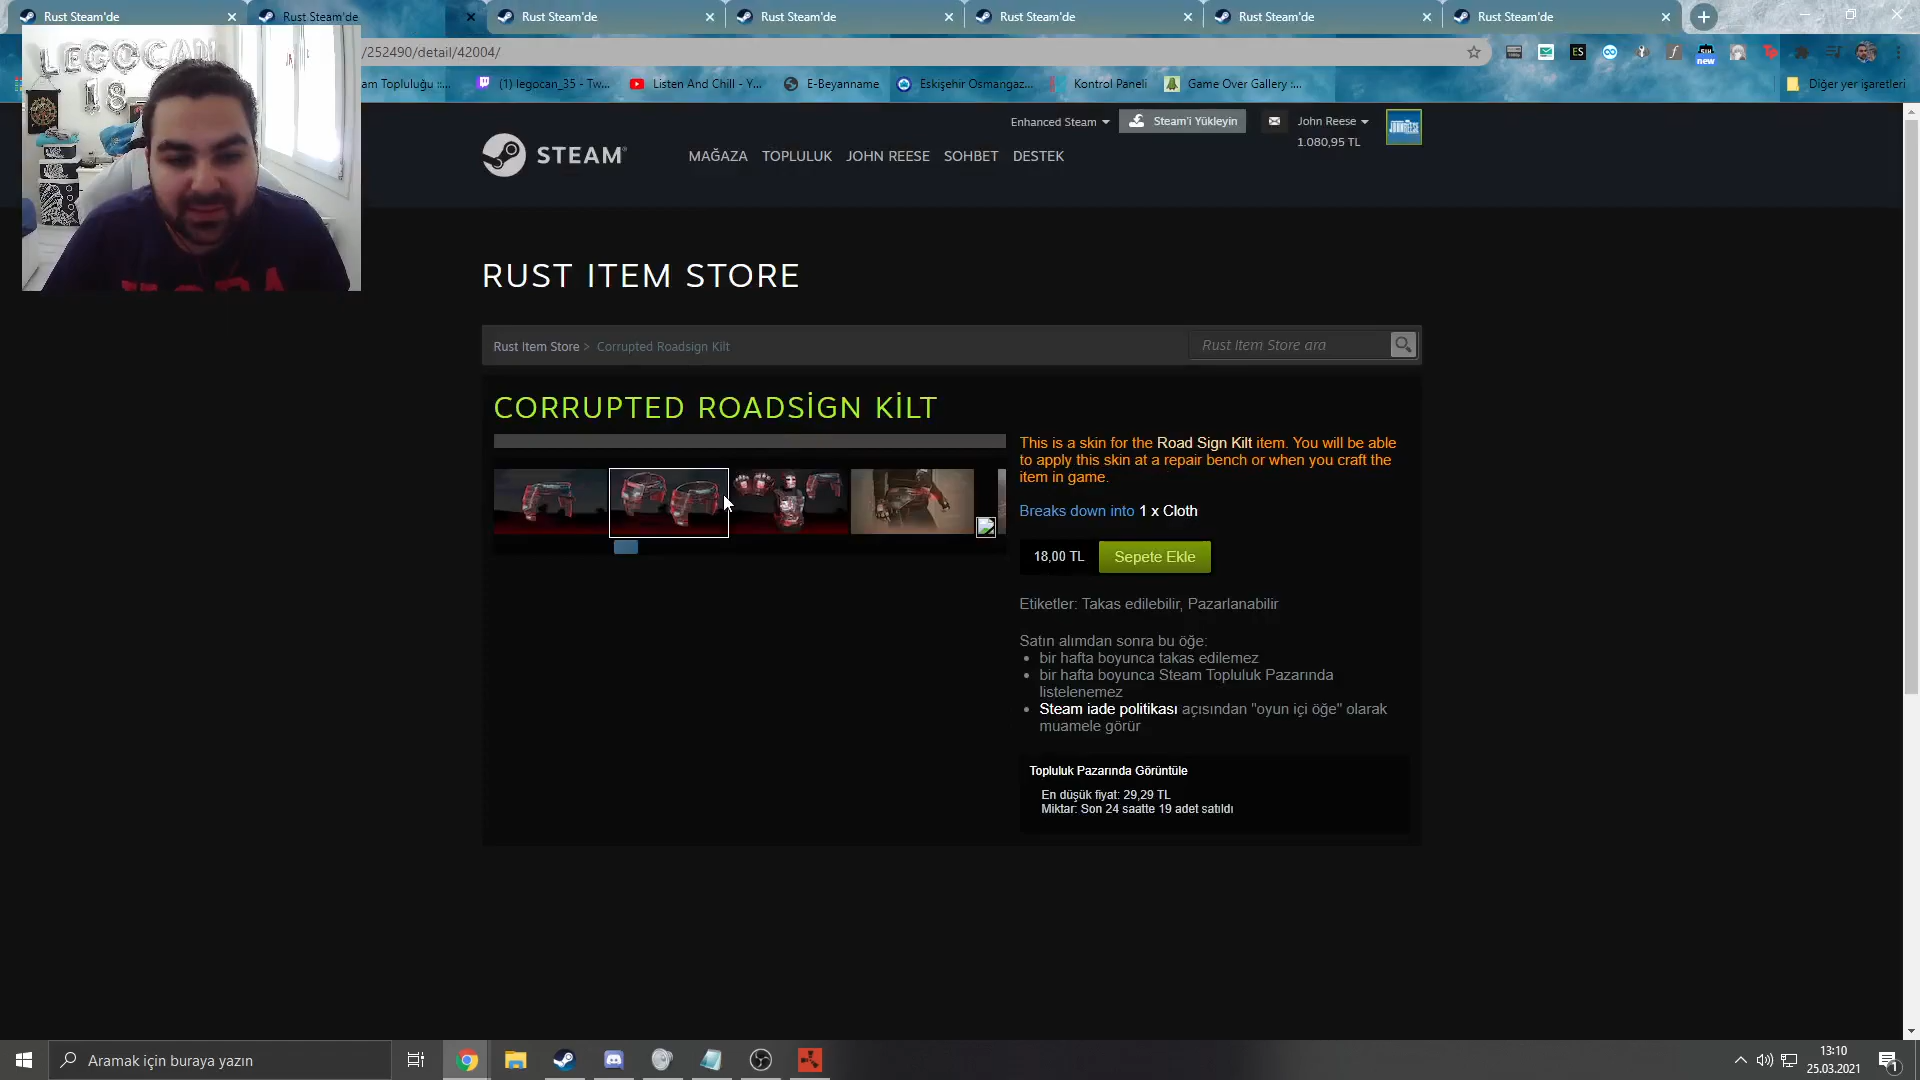 Rust Steam'de
Rust Steam'de
Rust Steam'de
Rust Steam'de
Rust Steam'de
Rust Steam'de
Rust Steam'de
/252490/detail/42004/
ES
new
am Topluluğu ::...
(1) legocan_35 - Tw...
Listen And Chill - Y...
E-Beyanname
Eskişehir Osmangaz...
Kontrol Paneli
Game Over Gallery :...
Diğer yer işaretleri
LEGOCAN
18
Enhanced Steam
Steam'i Yükleyin
John Reese
1.080,95 TL
STEAM
MAĞAZA
TOPLULUK
JOHN REESE
SOHBET
DESTEK
RUST ITEM STORE
Rust Item Store > Corrupted Roadsign Kilt
Rust Item Store ara
CORRUPTED ROADSİGN KİLT
This is a skin for the Road Sign Kilt item. You will be able
to apply this skin at a repair bench or when you craft the
item in game.
Breaks down into 1 x Cloth
18,00 TL
Sepete Ekle
Etiketler: Takas edilebilir, Pazarlanabilir
Satın alımdan sonra bu öğe:
bir hafta boyunca takas edilemez
bir hafta boyunca Steam Topluluk Pazarında
listelenemez
Steam iade politikası açısından "oyun içi öğe" olarak
muamele görür
Topluluk Pazarında Görüntüle
En düşük fiyat: 29,29 TL
Miktar: Son 24 saatte 19 adet satıldı
Aramak için buraya yazın
13:10
25.03.2021
1